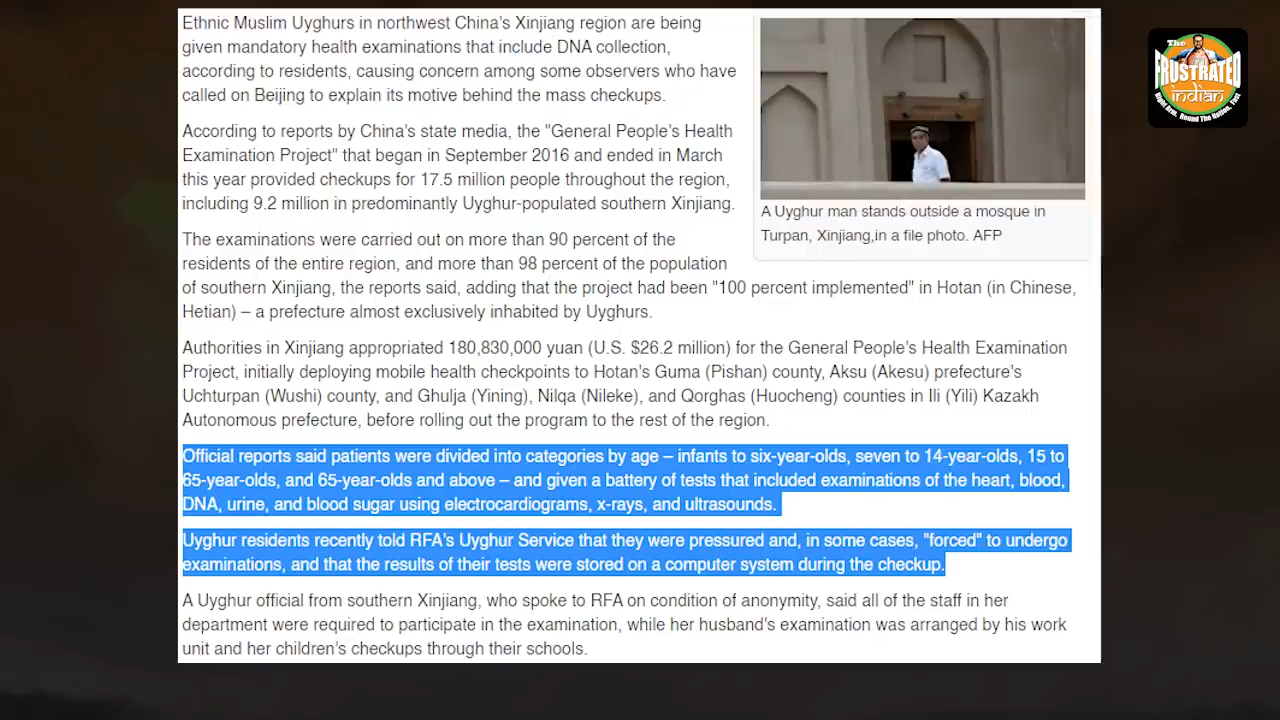 Ethnic Muslim Uyghurs in northwest China's Xinjiang region are being
given mandatory health examinations that include DNA collection,
according to residents, causing concern among some observers who have
called on Beijing to explain its motive behind the mass checkups.
According to reports by China's state media, the "General People's Health
Examination Project" that began in September 2016 and ended in March
this year provided checkups for 17.5 million people throughout the region,
including 9.2 million in predominantly Uyghur-populated southern Xinjiang.
The examinations were carried out on more than 90 percent of the
residents of the entire region, and more than 98 percent of the population
of southern Xinjiang, the reports said, adding that the project had been "100 percent implemented" in Hotan (in Chinese,
Hetian) – a prefecture almost exclusively inhabited by Uyghurs.
Authorities in Xinjiang appropriated 180,830,000 yuan (U.S. $26.2 million) for the General People's Health Examination
Project, initially deploying mobile health checkpoints to Hotan's Guma (Pishan) county, Aksu (Akesu) prefecture's
Uchturpan (Wushi) county, and Ghulja (Yining), Nilqa (Nileke), and Qorghas (Huocheng) counties in Ili (Yili) Kazakh
Autonomous prefecture, before rolling out the program to the rest of the region.
Official reports said patients were divided into categories by age – infants to six-year-olds, seven to 14-year-olds, 15 to
65-year-olds, and 65-year-olds and above – and given a battery of tests that included examinations of the heart, blood,
DNA, urine, and blood sugar using electrocardiograms, x-rays, and ultrasounds.
Uyghur residents recently told RFA's Uyghur Service that they were pressured and, in some cases, "forced" to undergo
examinations, and that the results of their tests were stored on a computer system during the checkup.
A Uyghur official from southern Xinjiang, who spoke to RFA on condition of anonymity, said all of the staff in her
department were required to participate in the examination, while her husband's examination was arranged by his work
unit and her children's checkups through their schools.
A Uyghur man stands outside a mosque in
Turpan, Xinjiang,in a file photo. AFP
The
FRUSTRATED
indian
Right Arm. Round The Nation. Fast